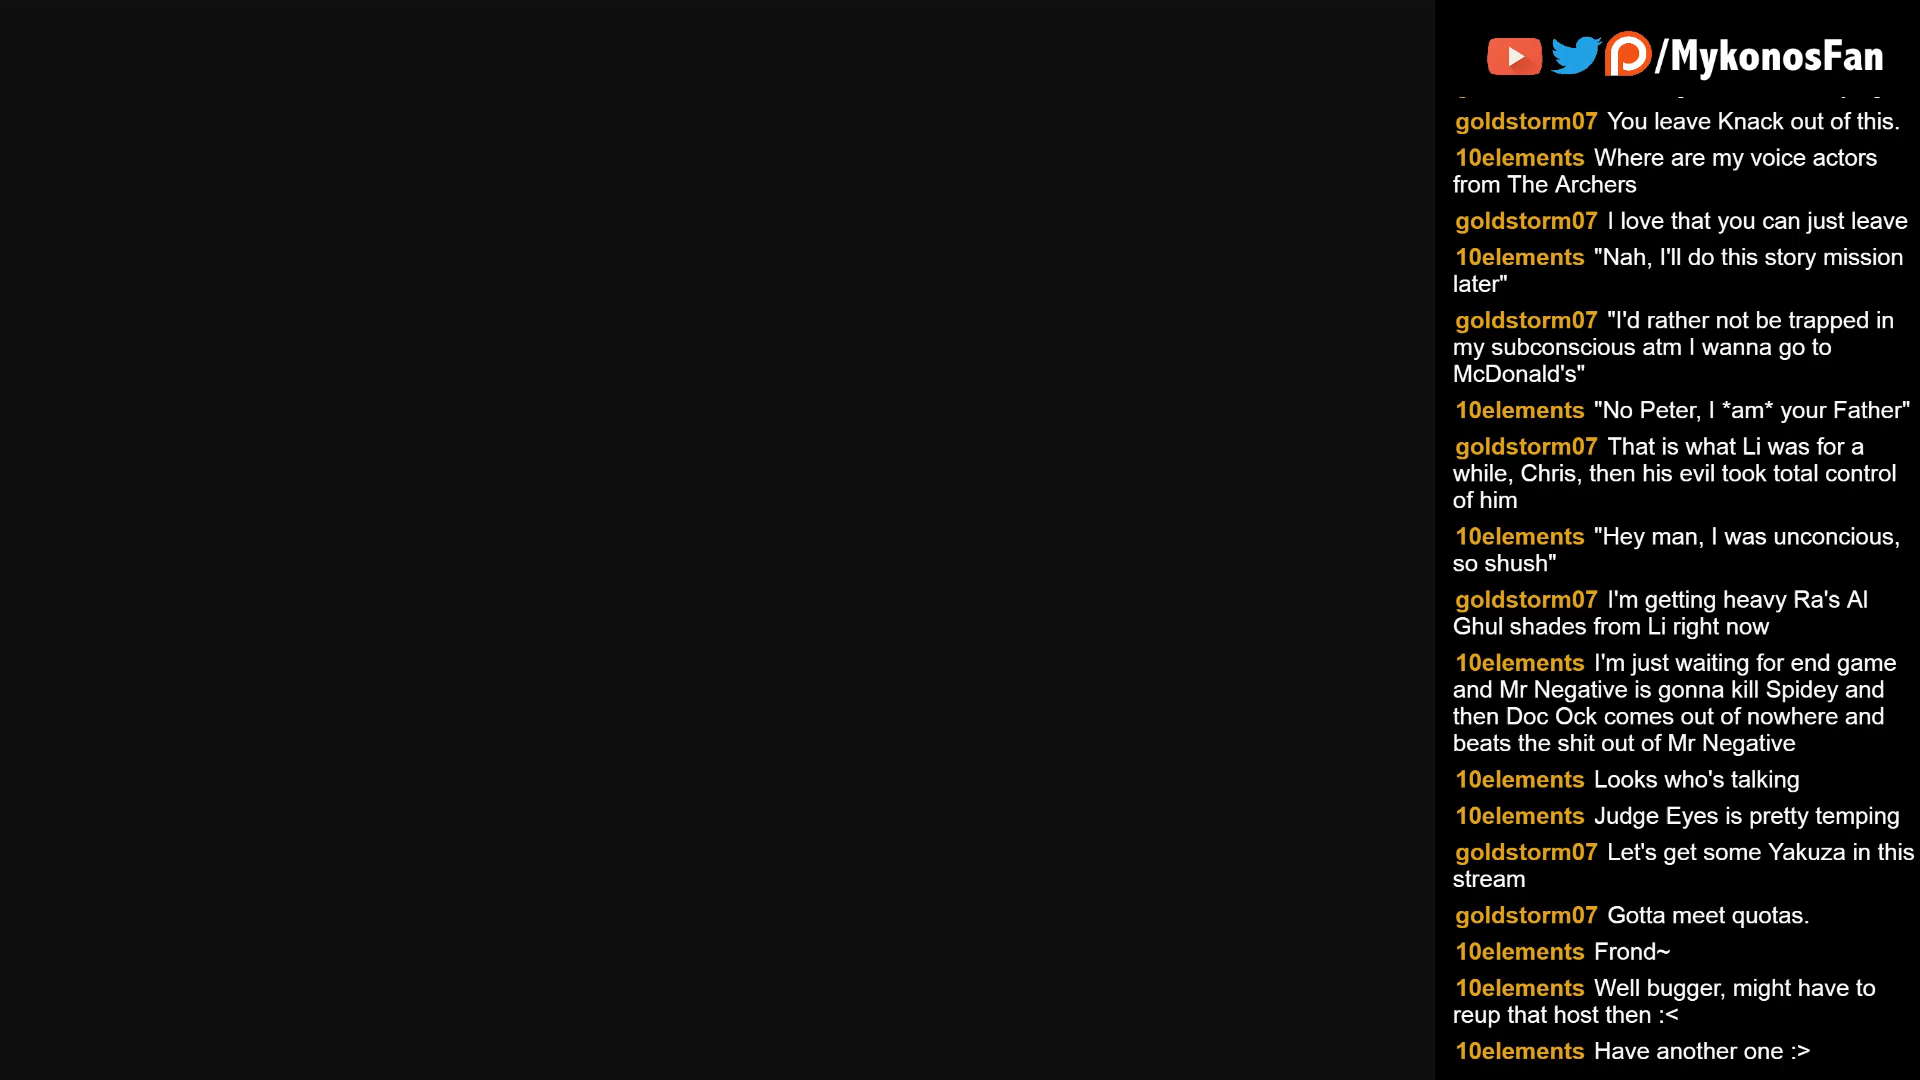 /MykonosFan
goldstorm07 You leave Knack out of this.
10elements Where are my voice actors
from The Archers
goldstorm07 I love that you can just leave
10elements "Nah, I'll do this story mission
later"
goldstorm07 "I'd rather not be trapped in
my subconscious atm I wanna go to
McDonald's"
10elements "No Peter, I *am* your Father"
goldstorm07 That is what Li was for a
while, Chris, then his evil took total control
of him
10elements "Hey man, I was unconcious,
so shush"
goldstorm07 I'm getting heavy Ra's Al
Ghul shades from Li right now
10elements I'm just waiting for end game
and Mr Negative is gonna kill Spidey and
then Doc Ock comes out of nowhere and
beats the shit out of Mr Negative
10elements Looks who's talking
10elements Judge Eyes is pretty temping
goldstorm07 Let's get some Yakuza in this
stream
goldstorm07 Gotta meet quotas.
10elements Frond~
10elements Well bugger, might have to
reup that host then :<
10elements Have another one :>